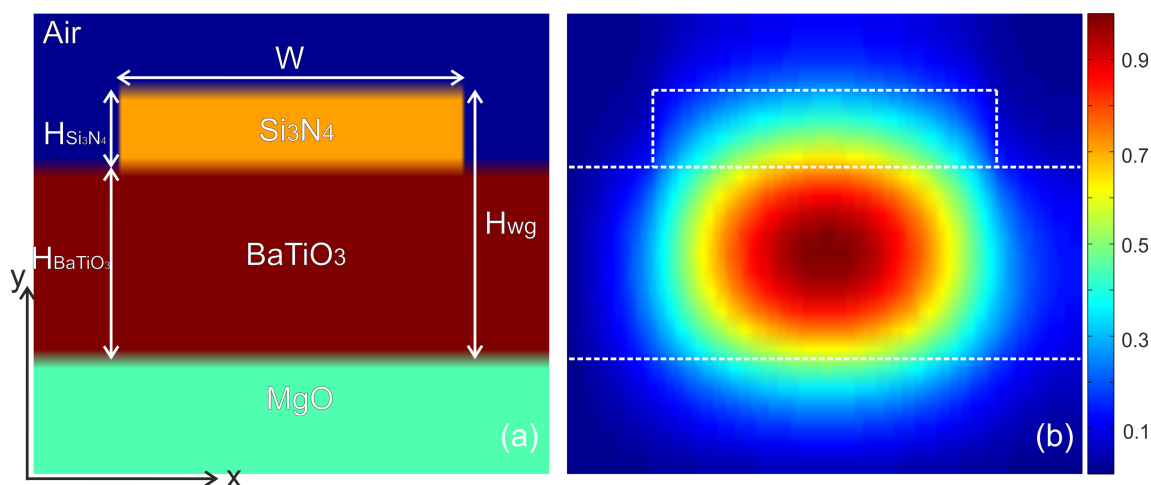 Air
W
HSi₃N₄
Si₃N₄
Hwg
HBaTiO₃
BaTiO₃
y
MgO
(a)
x
(b)
0.9
0.7
0.5
0.3
0.1